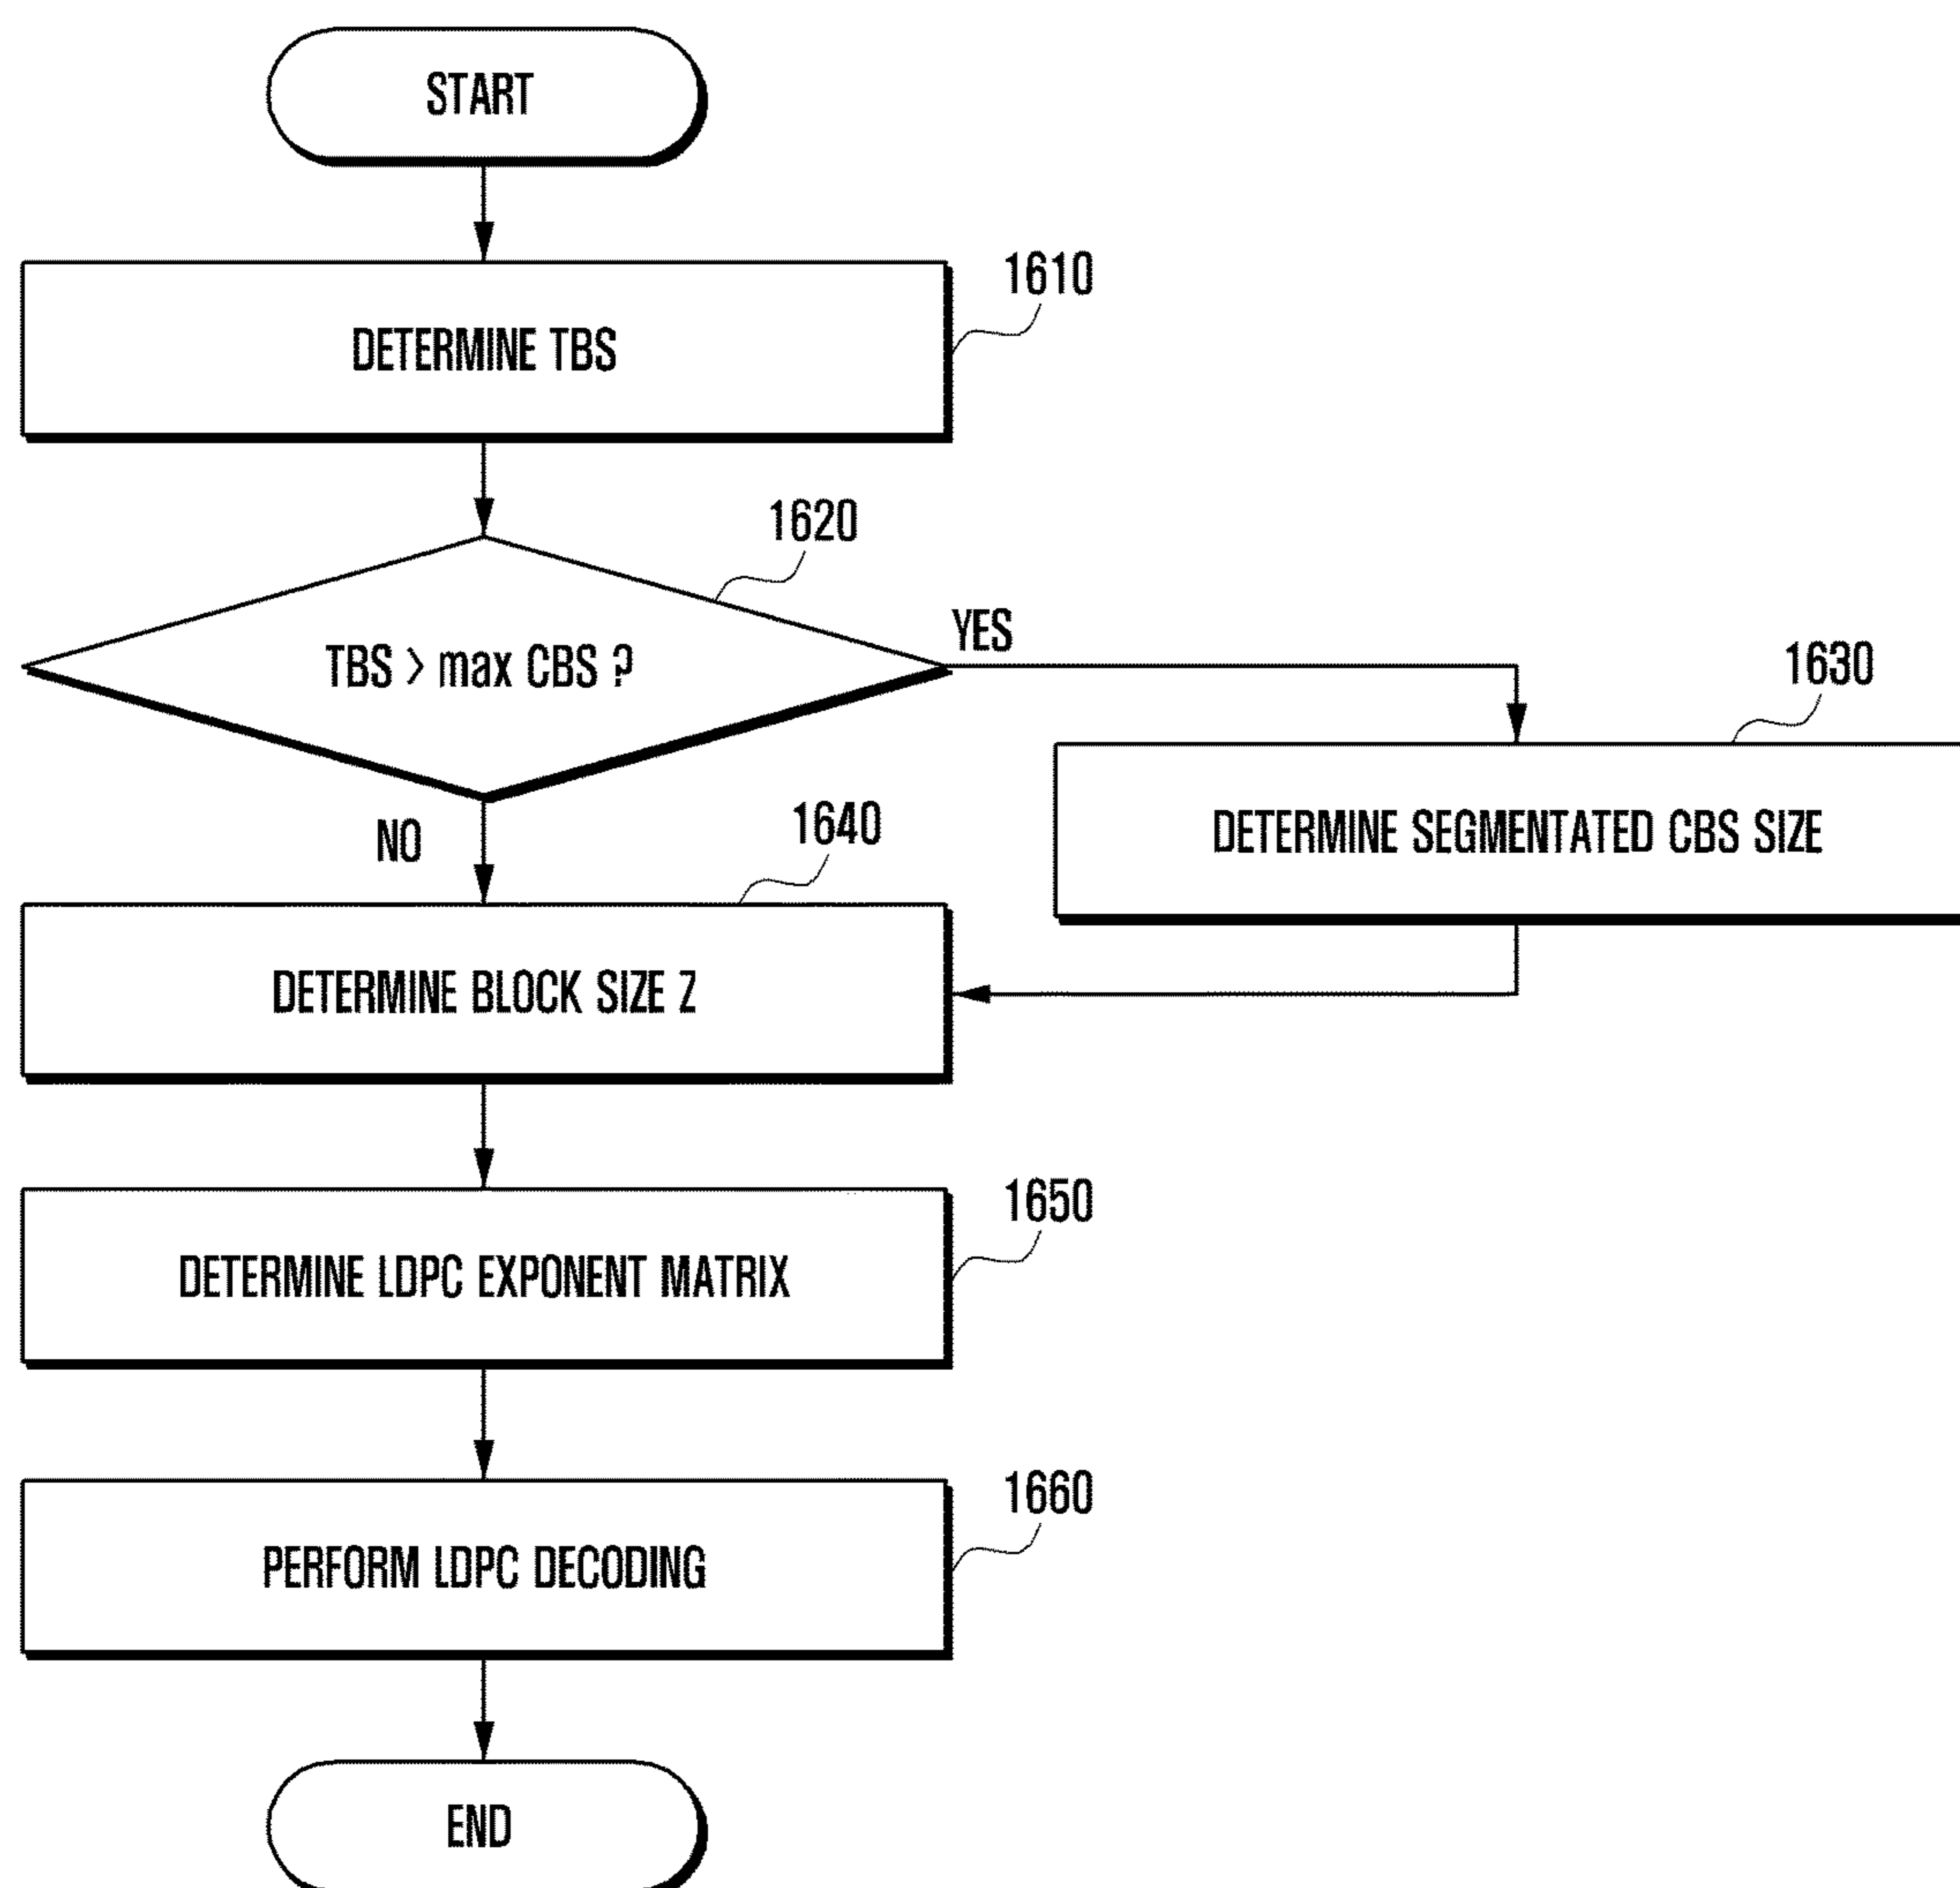 START
1610
DETERMINE TBS
1620
TBS > max CBS ?
YES
1630
DETERMINE SEGMENTATED CBS SIZE
NO
1640
DETERMINE BLOCK SIZE Z
1650
DETERMINE LDPC EXPONENT MATRIX
1660
PERFORM LDPC DECODING
END